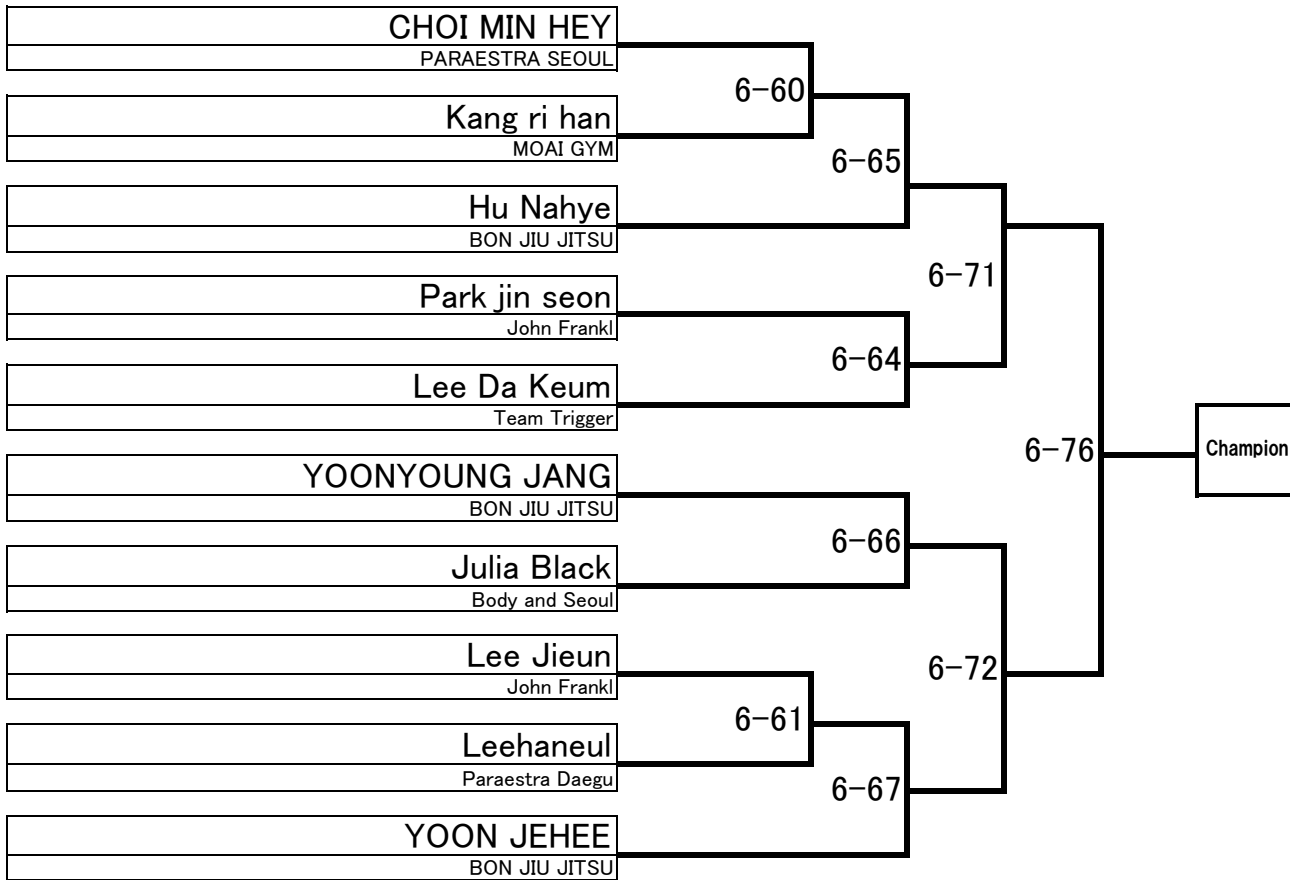 CHOI MIN HEY
PARAESTRA SEOUL
6-60
Kang ri han
MOAI GYM
6-65
Hu Nahye
BON JIU JITSU
6-71
Park jin seon
John Frankl
6-64
Lee Da Keum
Team Trigger
6-76
Champion
YOONYOUNG JANG
BON JIU JITSU
6-66
Julia Black
Body and Seoul
Lee Jieun
John Frankl
6-72
6-61
Leehaneul
Paraestra Daegu
6-67
YOON JEHEE
BON JIU JITSU